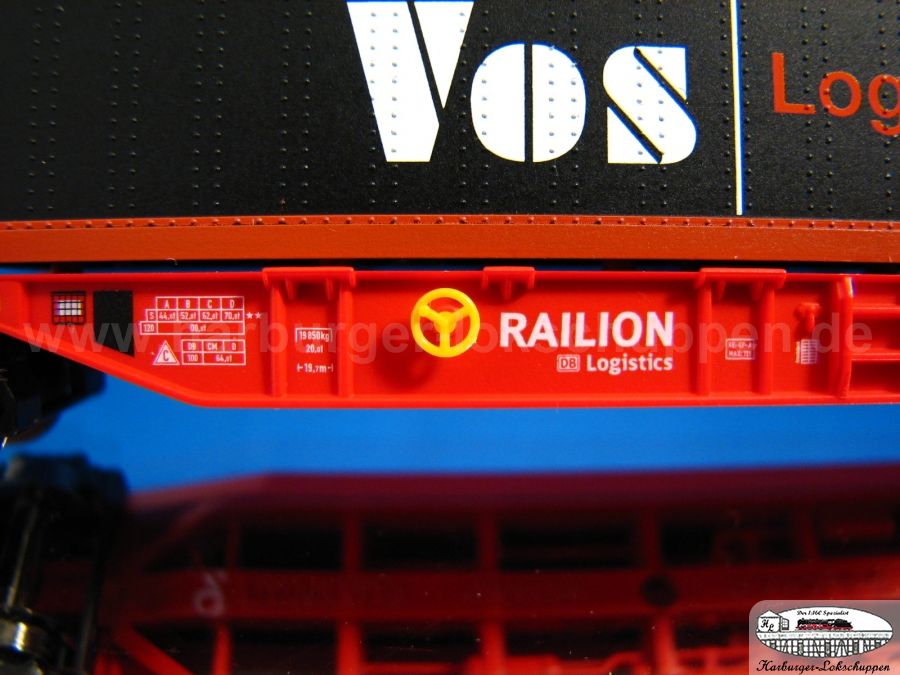 Vos
Log
A B C D
S 44,0t 52,0t 62,0t 70,0t **
120 00,0t
C DB CM D
100 64,0t
19 850kg
20,0t
⊢19,7m⊣
RAILION
DB Logistics
www.harburger-lokschuppen.de
Der 1:160 Spezialist
HL
Harburger-Lokschuppen